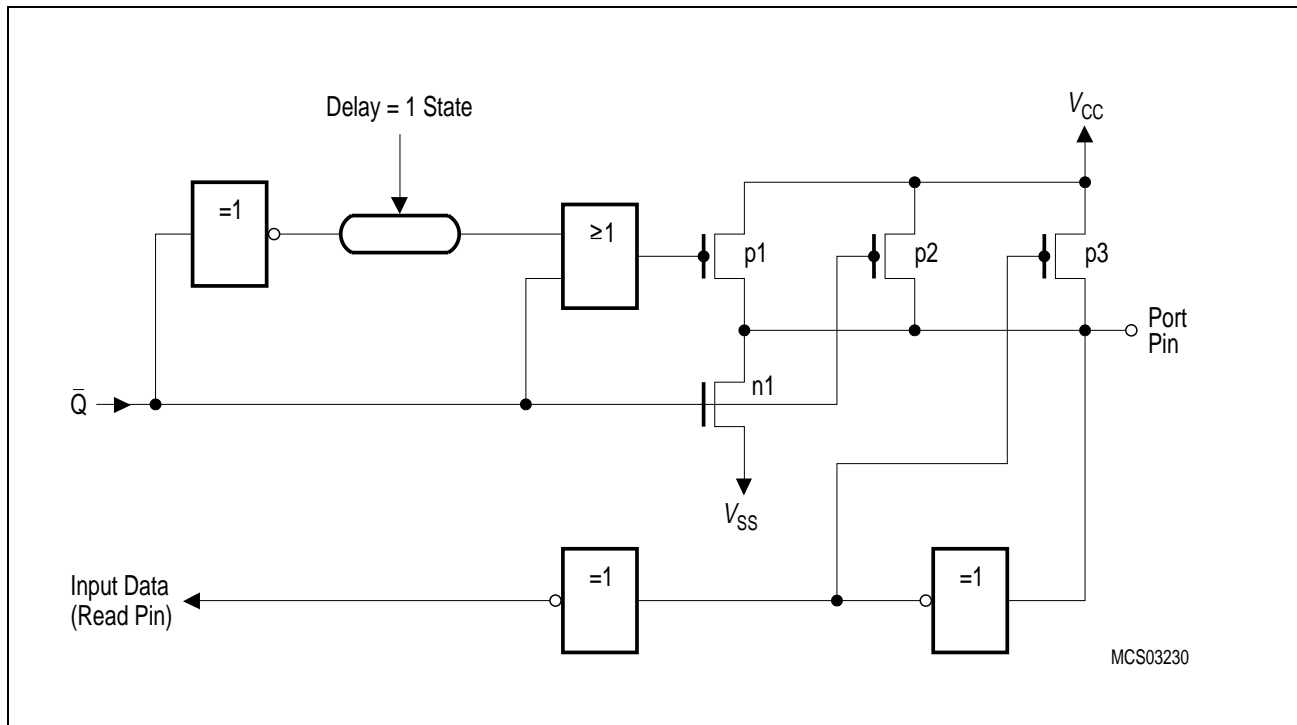 Delay = 1 State
V_CC
=1
≥1
p1
p2
p3
Port
Pin
n1
Q̅
V_SS
=1
=1
Input Data
(Read Pin)
MCS03230